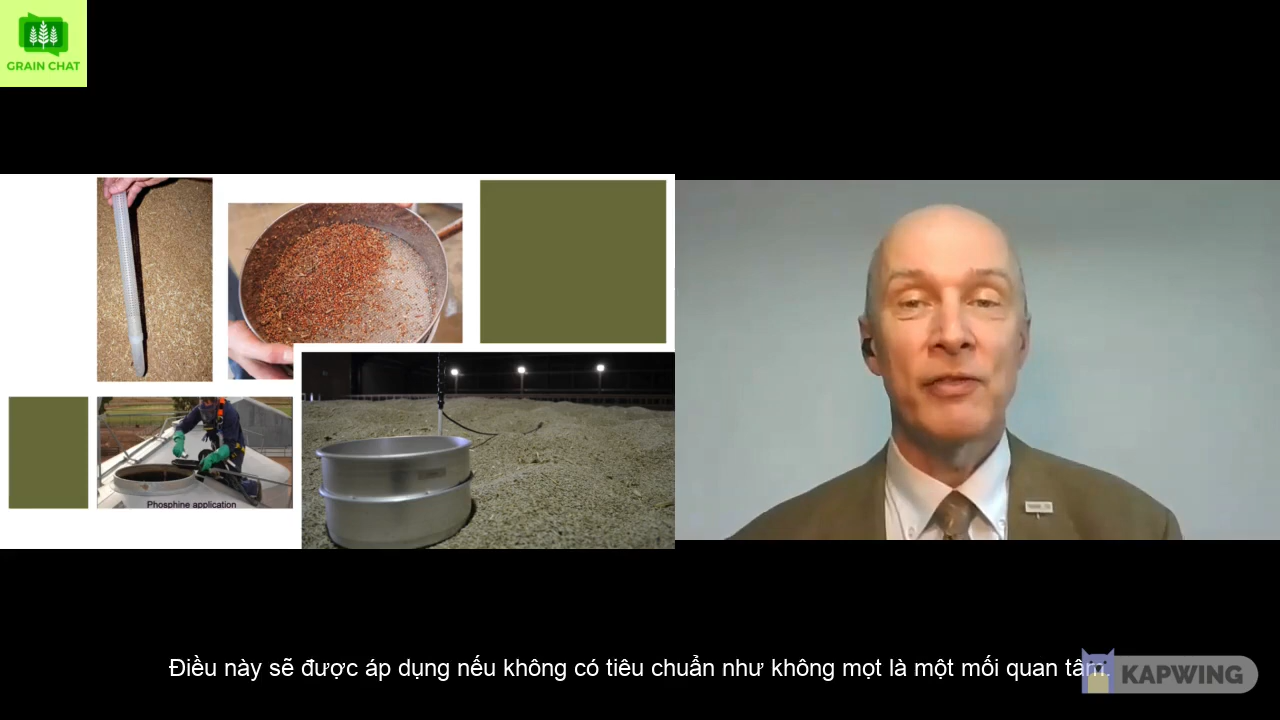 GRAIN CHAT
Phosphine application
Điều này sẽ được áp dụng nếu không có tiêu chuẩn như không mọt là một mối quan tâm.
KAPWING